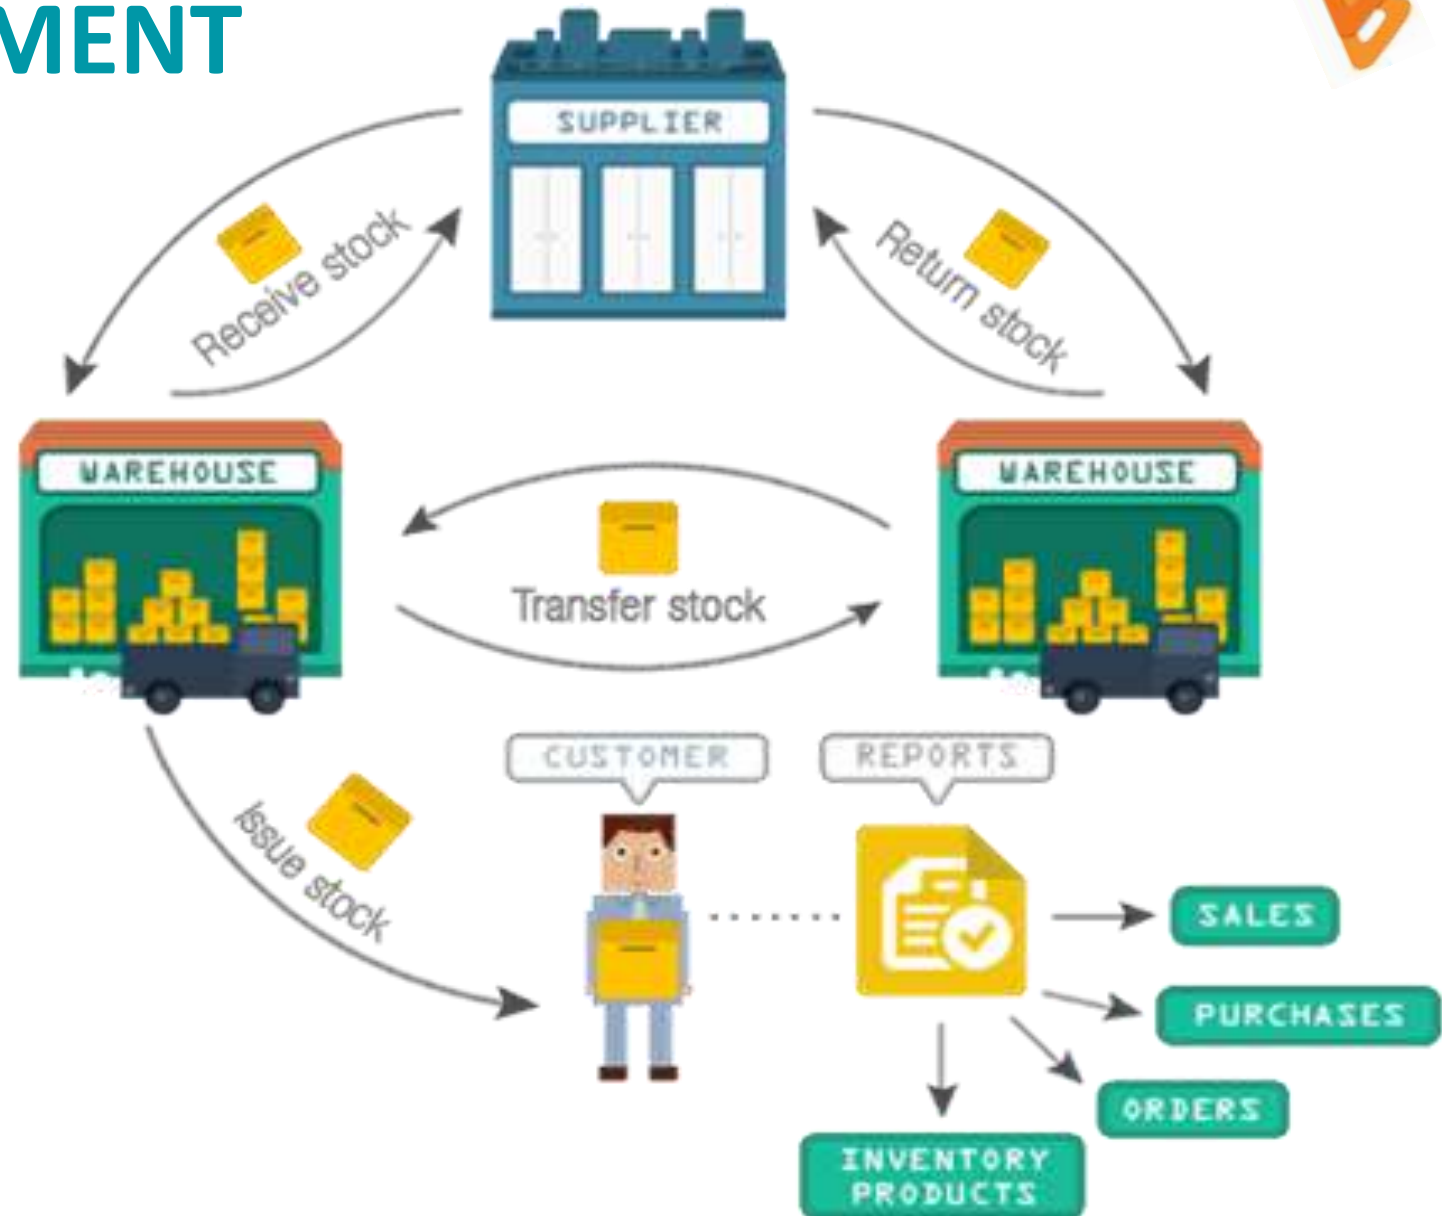 MENT
SUPPLIER
Receive stock
Return stock
WAREHOUSE
WAREHOUSE
Transfer stock
CUSTOMER
REPORTS
Issue stock
SALES
PURCHASES
ORDERS
INVENTORY
PRODUCTS